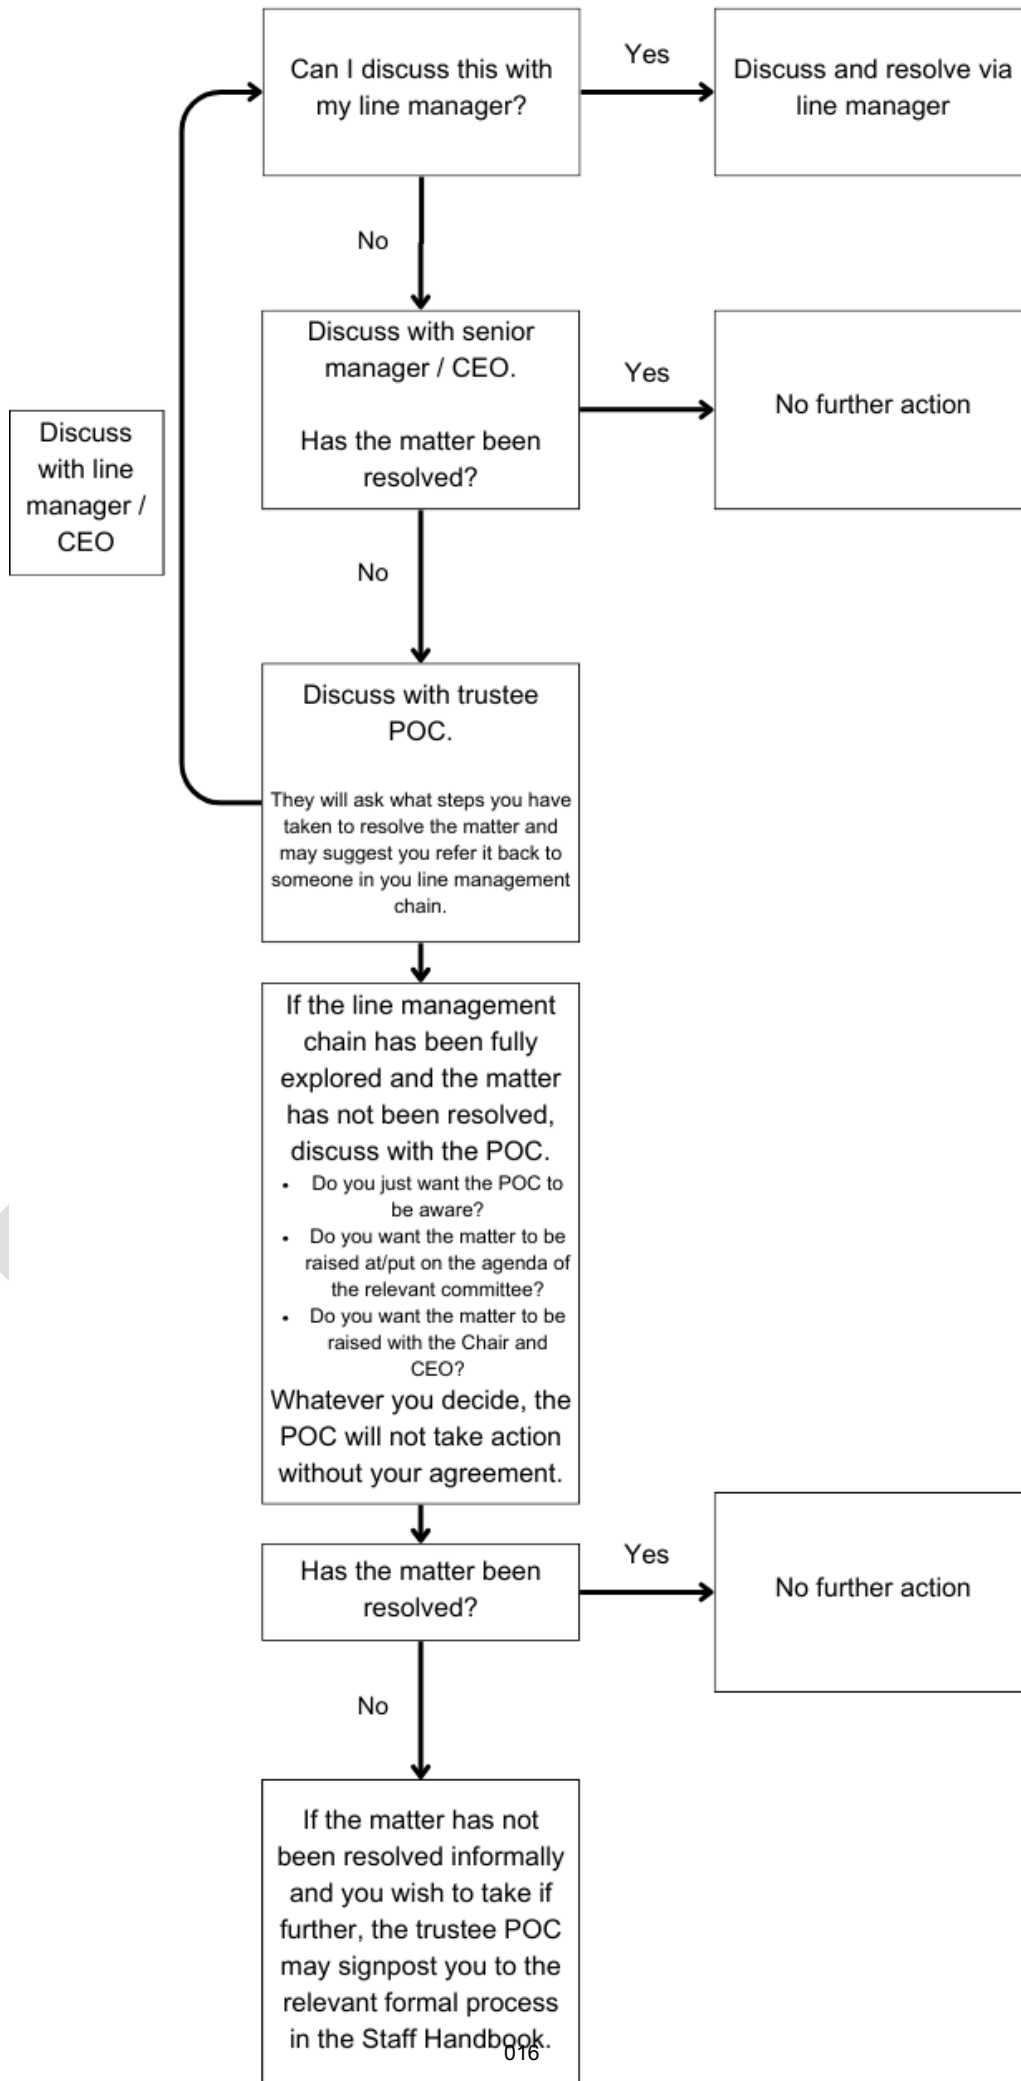 Can I discuss this with
my line manager?
Yes
Discuss and resolve via
line manager
No
Discuss with senior
manager / CEO.
Has the matter been
resolved?
Yes
No further action
Discuss
with line
manager /
CEO
No
Discuss with trustee
POC.
They will ask what steps you have
taken to resolve the matter and
may suggest you refer it back to
someone in you line management
chain.
If the line management
chain has been fully
explored and the matter
has not been resolved,
discuss with the POC.
• Do you just want the POC to
be aware?
• Do you want the matter to be
raised at/put on the agenda of
the relevant committee?
• Do you want the matter to be
raised with the Chair and
CEO?
Whatever you decide, the
POC will not take action
without your agreement.
Has the matter been
resolved?
Yes
No further action
No
If the matter has not
been resolved informally
and you wish to take if
further, the trustee POC
may signpost you to the
relevant formal process
in the Staff Handbook.
016